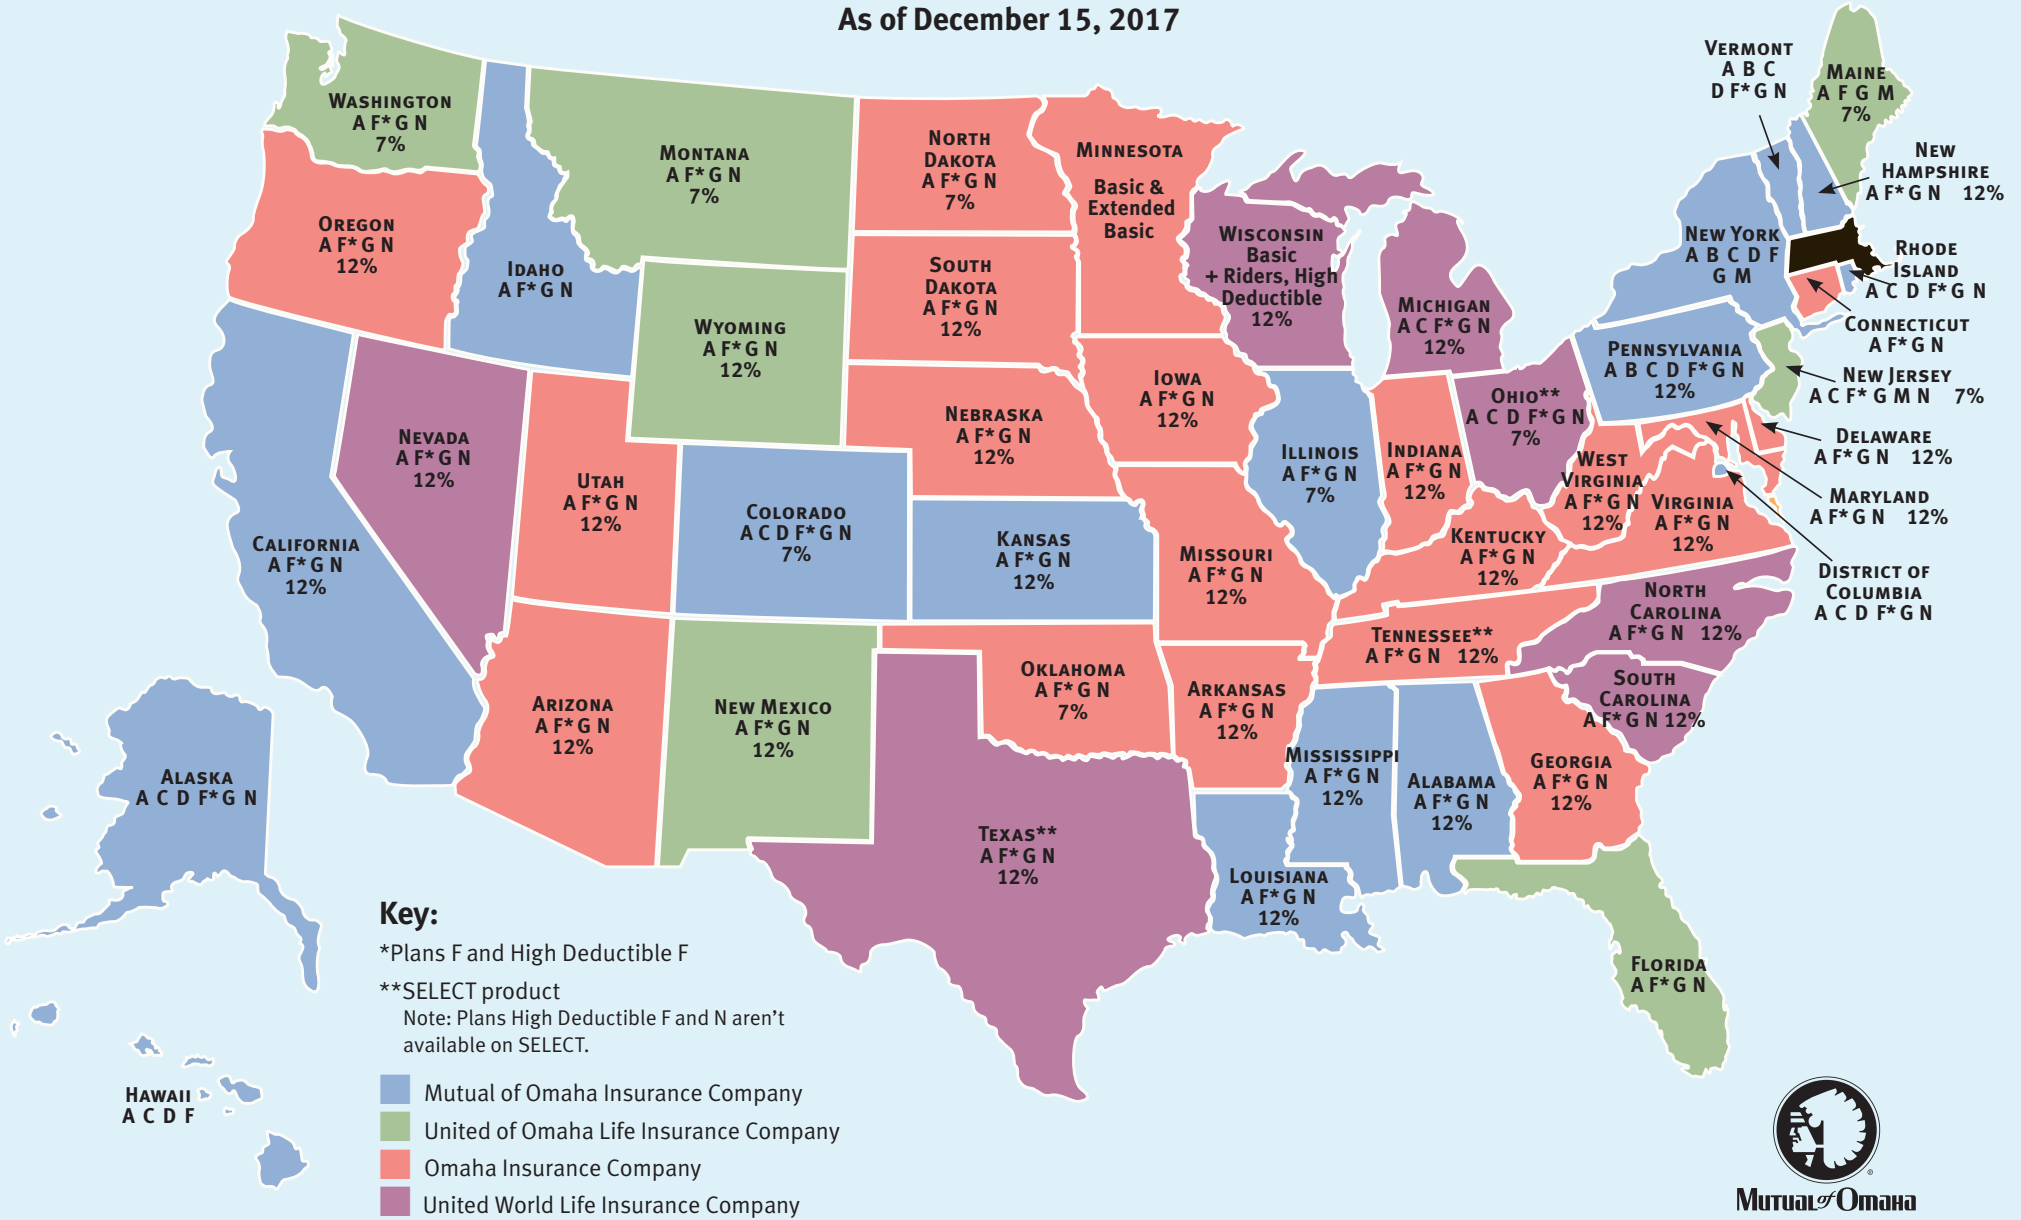 As of December 15, 2017
WASHINGTON
A F* G N
7%
OREGON
A F* G N
12%
IDAHO
A F* G N
MONTANA
A F* G N
7%
NORTH
DAKOTA
A F* G N
7%
MINNESOTA
Basic &
Extended
Basic
WISCONSIN
Basic
+ Riders, High
Deductible
12%
MICHIGAN
A C F* G N
12%
VERMONT
A B C
D F* G N
MAINE
A F G M
7%
NEW
HAMPSHIRE
A F* G N 12%
NEW YORK
A B C D F
G M
RHODE
ISLAND
A C D F* G N
CONNECTICUT
A F* G N
PENNSYLVANIA
A B C D F* G N
12%
NEW JERSEY
A C F* G M N 7%
DELAWARE
A F* G N 12%
MARYLAND
A F* G N 12%
DISTRICT OF
COLUMBIA
A C D F* G N
SOUTH
DAKOTA
A F* G N
12%
WYOMING
A F* G N
12%
NEBRASKA
A F* G N
12%
IOWA
A F* G N
12%
ILLINOIS
A F* G N
7%
INDIANA
A F* G N
12%
OHIO**
A C D F* G N
7%
WEST
VIRGINIA
A F* G N
12%
VIRGINIA
A F* G N
12%
NEVADA
A F* G N
12%
UTAH
A F* G N
12%
COLORADO
A C D F* G N
7%
KANSAS
A F* G N
12%
MISSOURI
A F* G N
12%
KENTUCKY
A F* G N
12%
CALIFORNIA
A F* G N
12%
NORTH
CAROLINA
A F* G N 12%
TENNESSEE**
A F* G N 12%
SOUTH
CAROLINA
A F* G N 12%
ARIZONA
A F* G N
12%
NEW MEXICO
A F* G N
12%
OKLAHOMA
A F* G N
7%
ARKANSAS
A F* G N
12%
MISSISSIPPI
A F* G N
12%
ALABAMA
A F* G N
12%
GEORGIA
A F* G N
12%
TEXAS**
A F* G N
12%
LOUISIANA
A F* G N
12%
FLORIDA
A F* G N
ALASKA
A C D F* G N
HAWAII
A C D F
Key:
*Plans F and High Deductible F
**SELECT product
Note: Plans High Deductible F and N aren't
available on SELECT.
Mutual of Omaha Insurance Company
United of Omaha Life Insurance Company
Omaha Insurance Company
United World Life Insurance Company
®
MUTUAL of OMAHA